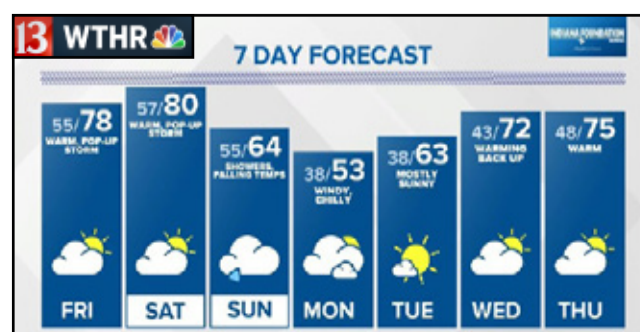 13 WTHR
7 DAY FORECAST
INDIANA FOUNDATION
55/78
WARM, POP-UP
STORM
FRI
57/80
WARM, POP-UP
STORM
SAT
55/64
SHOWERS,
FALLING TEMPS
SUN
38/53
WINDY,
CHILLY
MON
38/63
MOSTLY
SUNNY
TUE
43/72
WARMING
BACK UP
WED
48/75
WARM
THU